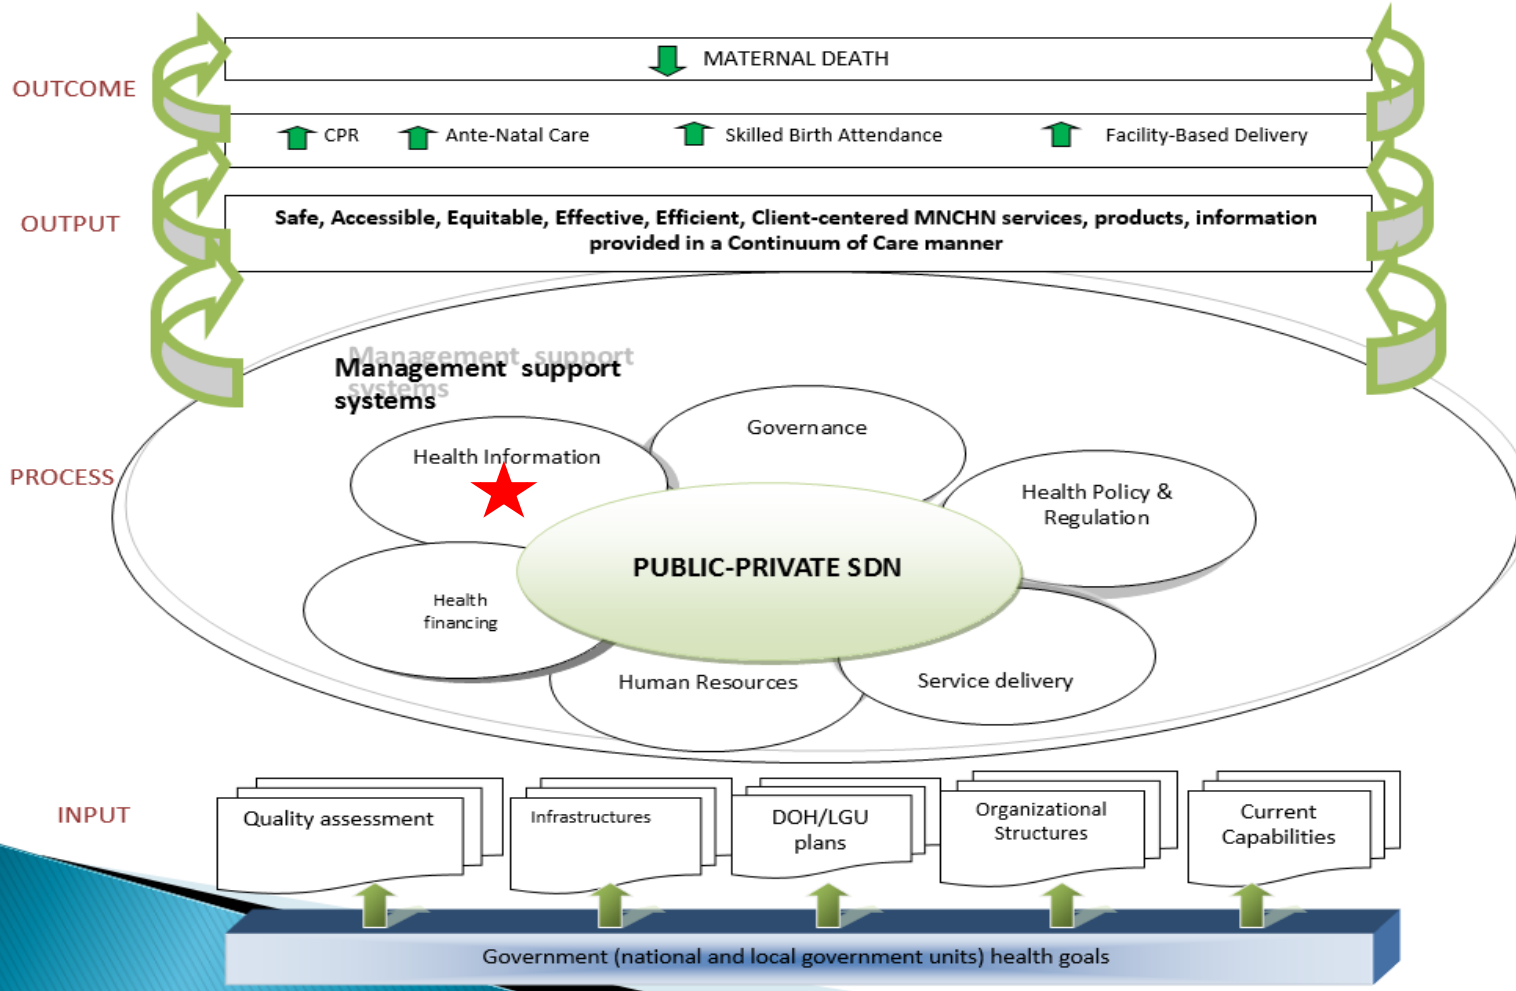 OUTCOME
MATERNAL DEATH
CPR
Ante-Natal Care
Skilled Birth Attendance
Facility-Based Delivery
OUTPUT
Safe, Accessible, Equitable, Effective, Efficient, Client-centered MNCHN services, products, information
provided in a Continuum of Care manner
Management support
systems
PROCESS
Health Information
Governance
Health Policy &
Regulation
PUBLIC-PRIVATE SDN
Health
financing
Human Resources
Service delivery
INPUT
Quality assessment
Infrastructures
DOH/LGU
plans
Organizational
Structures
Current
Capabilities
Government (national and local government units) health goals